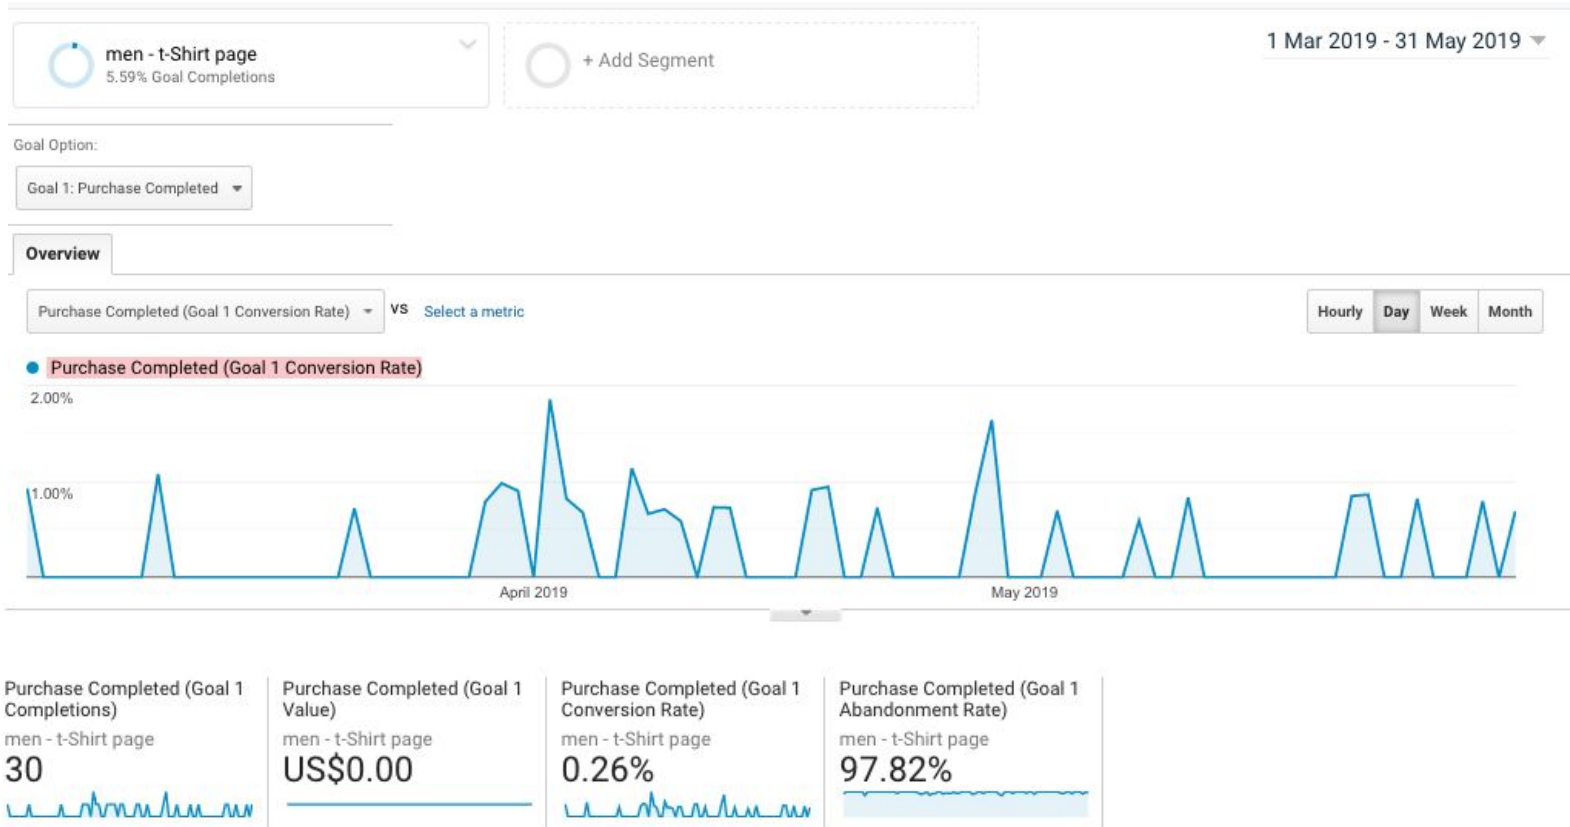 men - t-Shirt page
5.59% Goal Completions
+ Add Segment
1 Mar 2019 - 31 May 2019
Goal Option:
Goal 1: Purchase Completed
Overview
Purchase Completed (Goal 1 Conversion Rate)
VS
Select a metric
Hourly
Day
Week
Month
Purchase Completed (Goal 1 Conversion Rate)
2.00%
1.00%
April 2019
May 2019
Purchase Completed (Goal 1
Completions)
men - t-Shirt page
30
Purchase Completed (Goal 1
Value)
men - t-Shirt page
US$0.00
Purchase Completed (Goal 1
Conversion Rate)
men - t-Shirt page
0.26%
Purchase Completed (Goal 1
Abandonment Rate)
men - t-Shirt page
97.82%